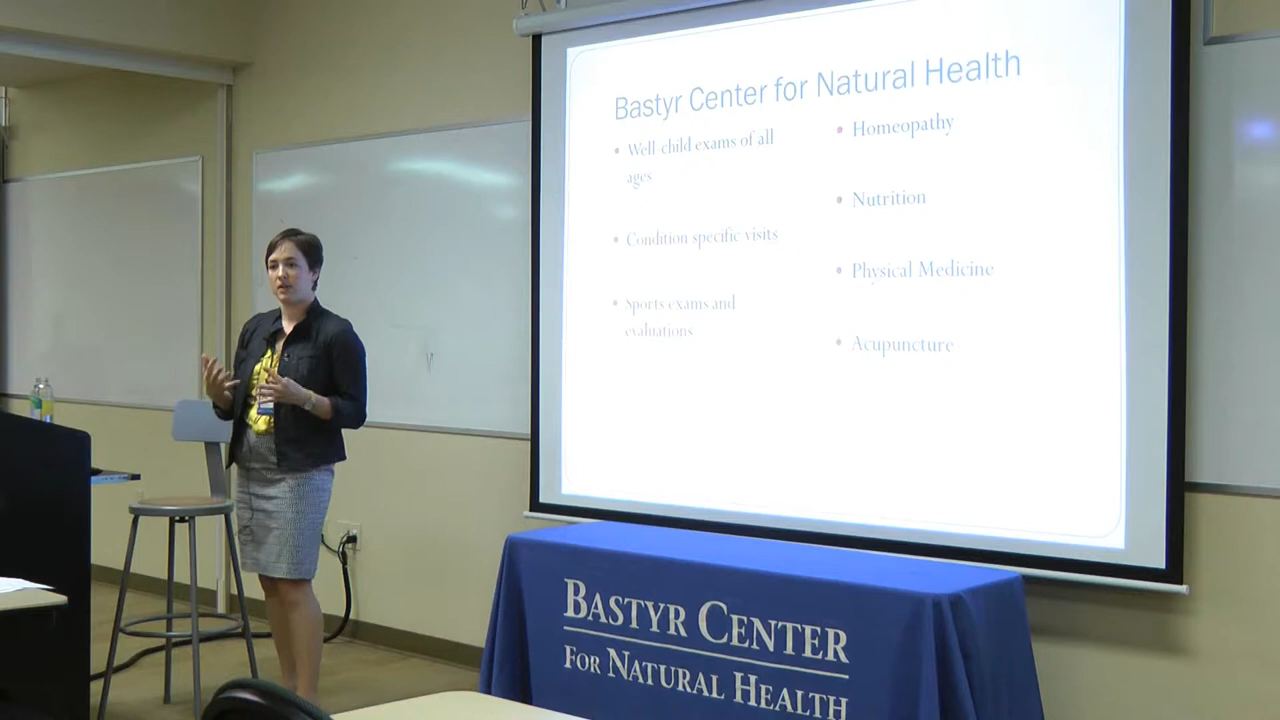 Bastyr Center for Natural Health
• Well-child exams of all
ages
• Condition specific visits
• Sports exams and
evaluations
• Homeopathy
• Nutrition
• Physical Medicine
• Acupuncture
BASTYR CENTER
FOR NATURAL HEALTH